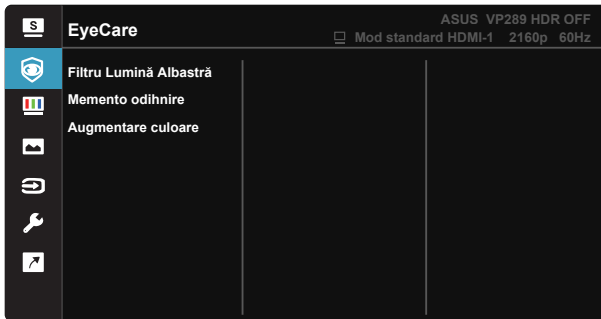 S
EyeCare
ASUS VP289 HDR OFF
Mod standard HDMI-1 2160p 60Hz
Filtru Lumină Albastră
Memento odihnire
Augmentare culoare